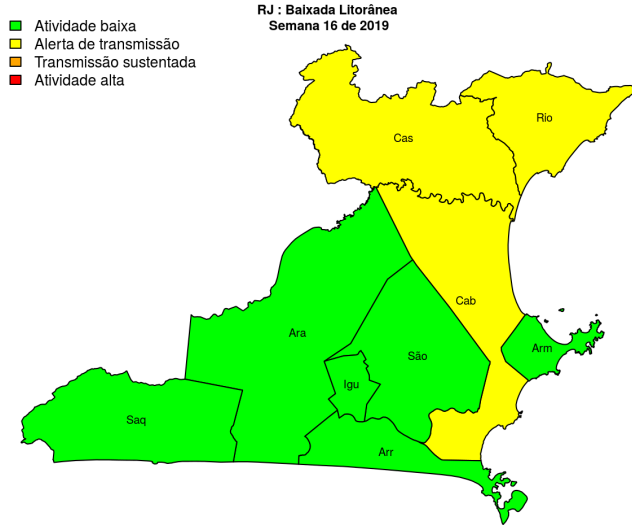 RJ : Baixada Litorânea
Semana 16 de 2019
Atividade baixa
Alerta de transmissão
Transmissão sustentada
Atividade alta
Rio
Cas
Cab
Ara
Arm
São
Igu
Saq
Arr